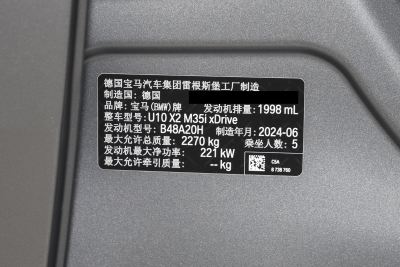 德国宝马汽车集团雷根斯堡工厂制造
制造国: 德国
品牌: 宝马(BMW)牌 发动机排量: 1998 mL
整车型号: U10 X2 M35i xDrive
发动机型号: B48A20H 制造年月: 2024-06
最大允许总质量: 2270 kg 乘坐人数: 5
发动机最大净功率: 221 kW
最大允许牵引质量: -- kg
CSA
6 736 760